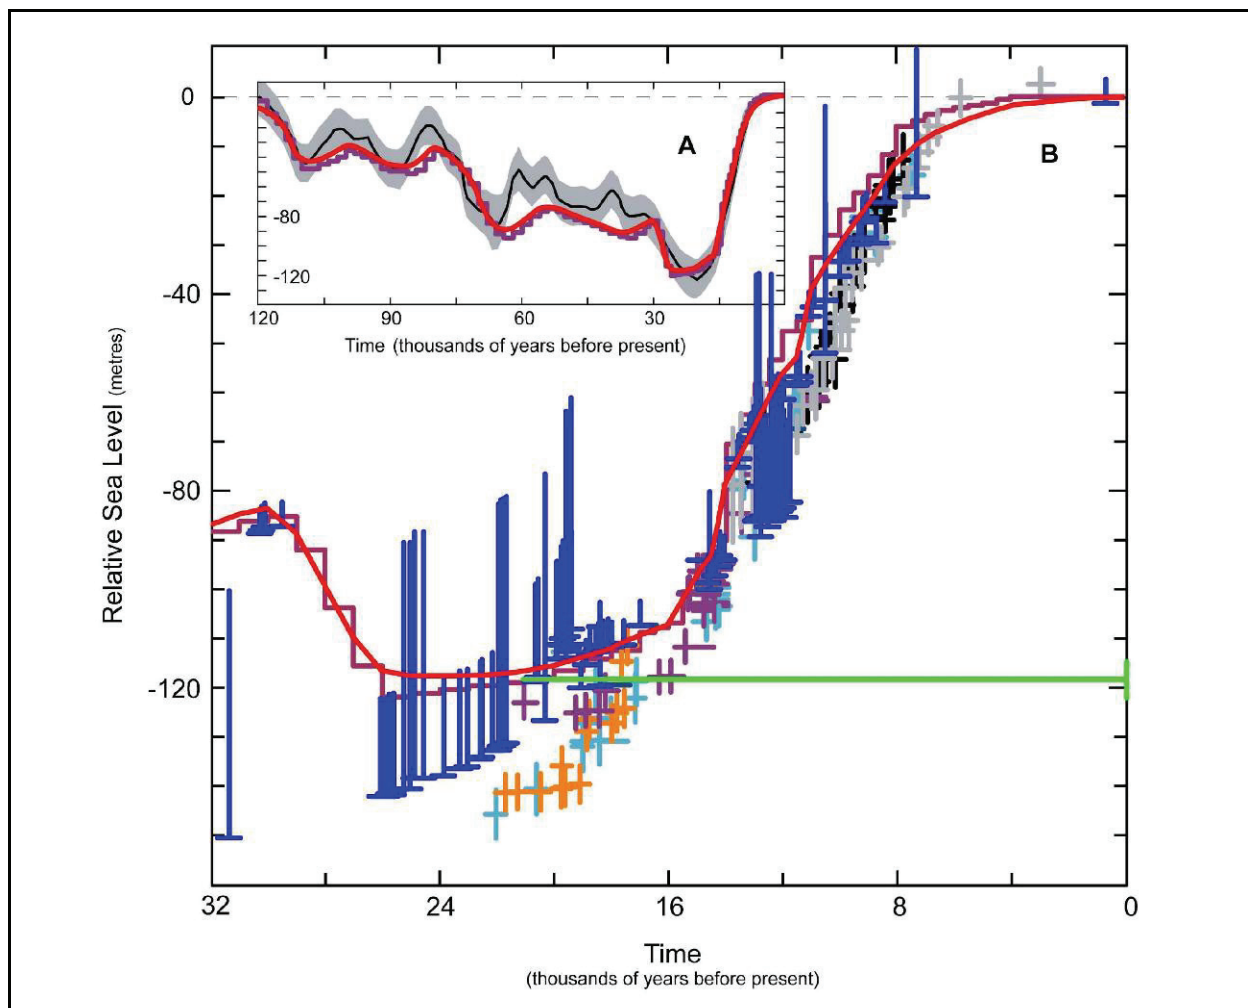 0
-40
-80
-120
Relative Sea Level (metres)
A
-80
-120
120 90 60 30
Time (thousands of years before present)
B
32 24 16 8 0
Time
(thousands of years before present)